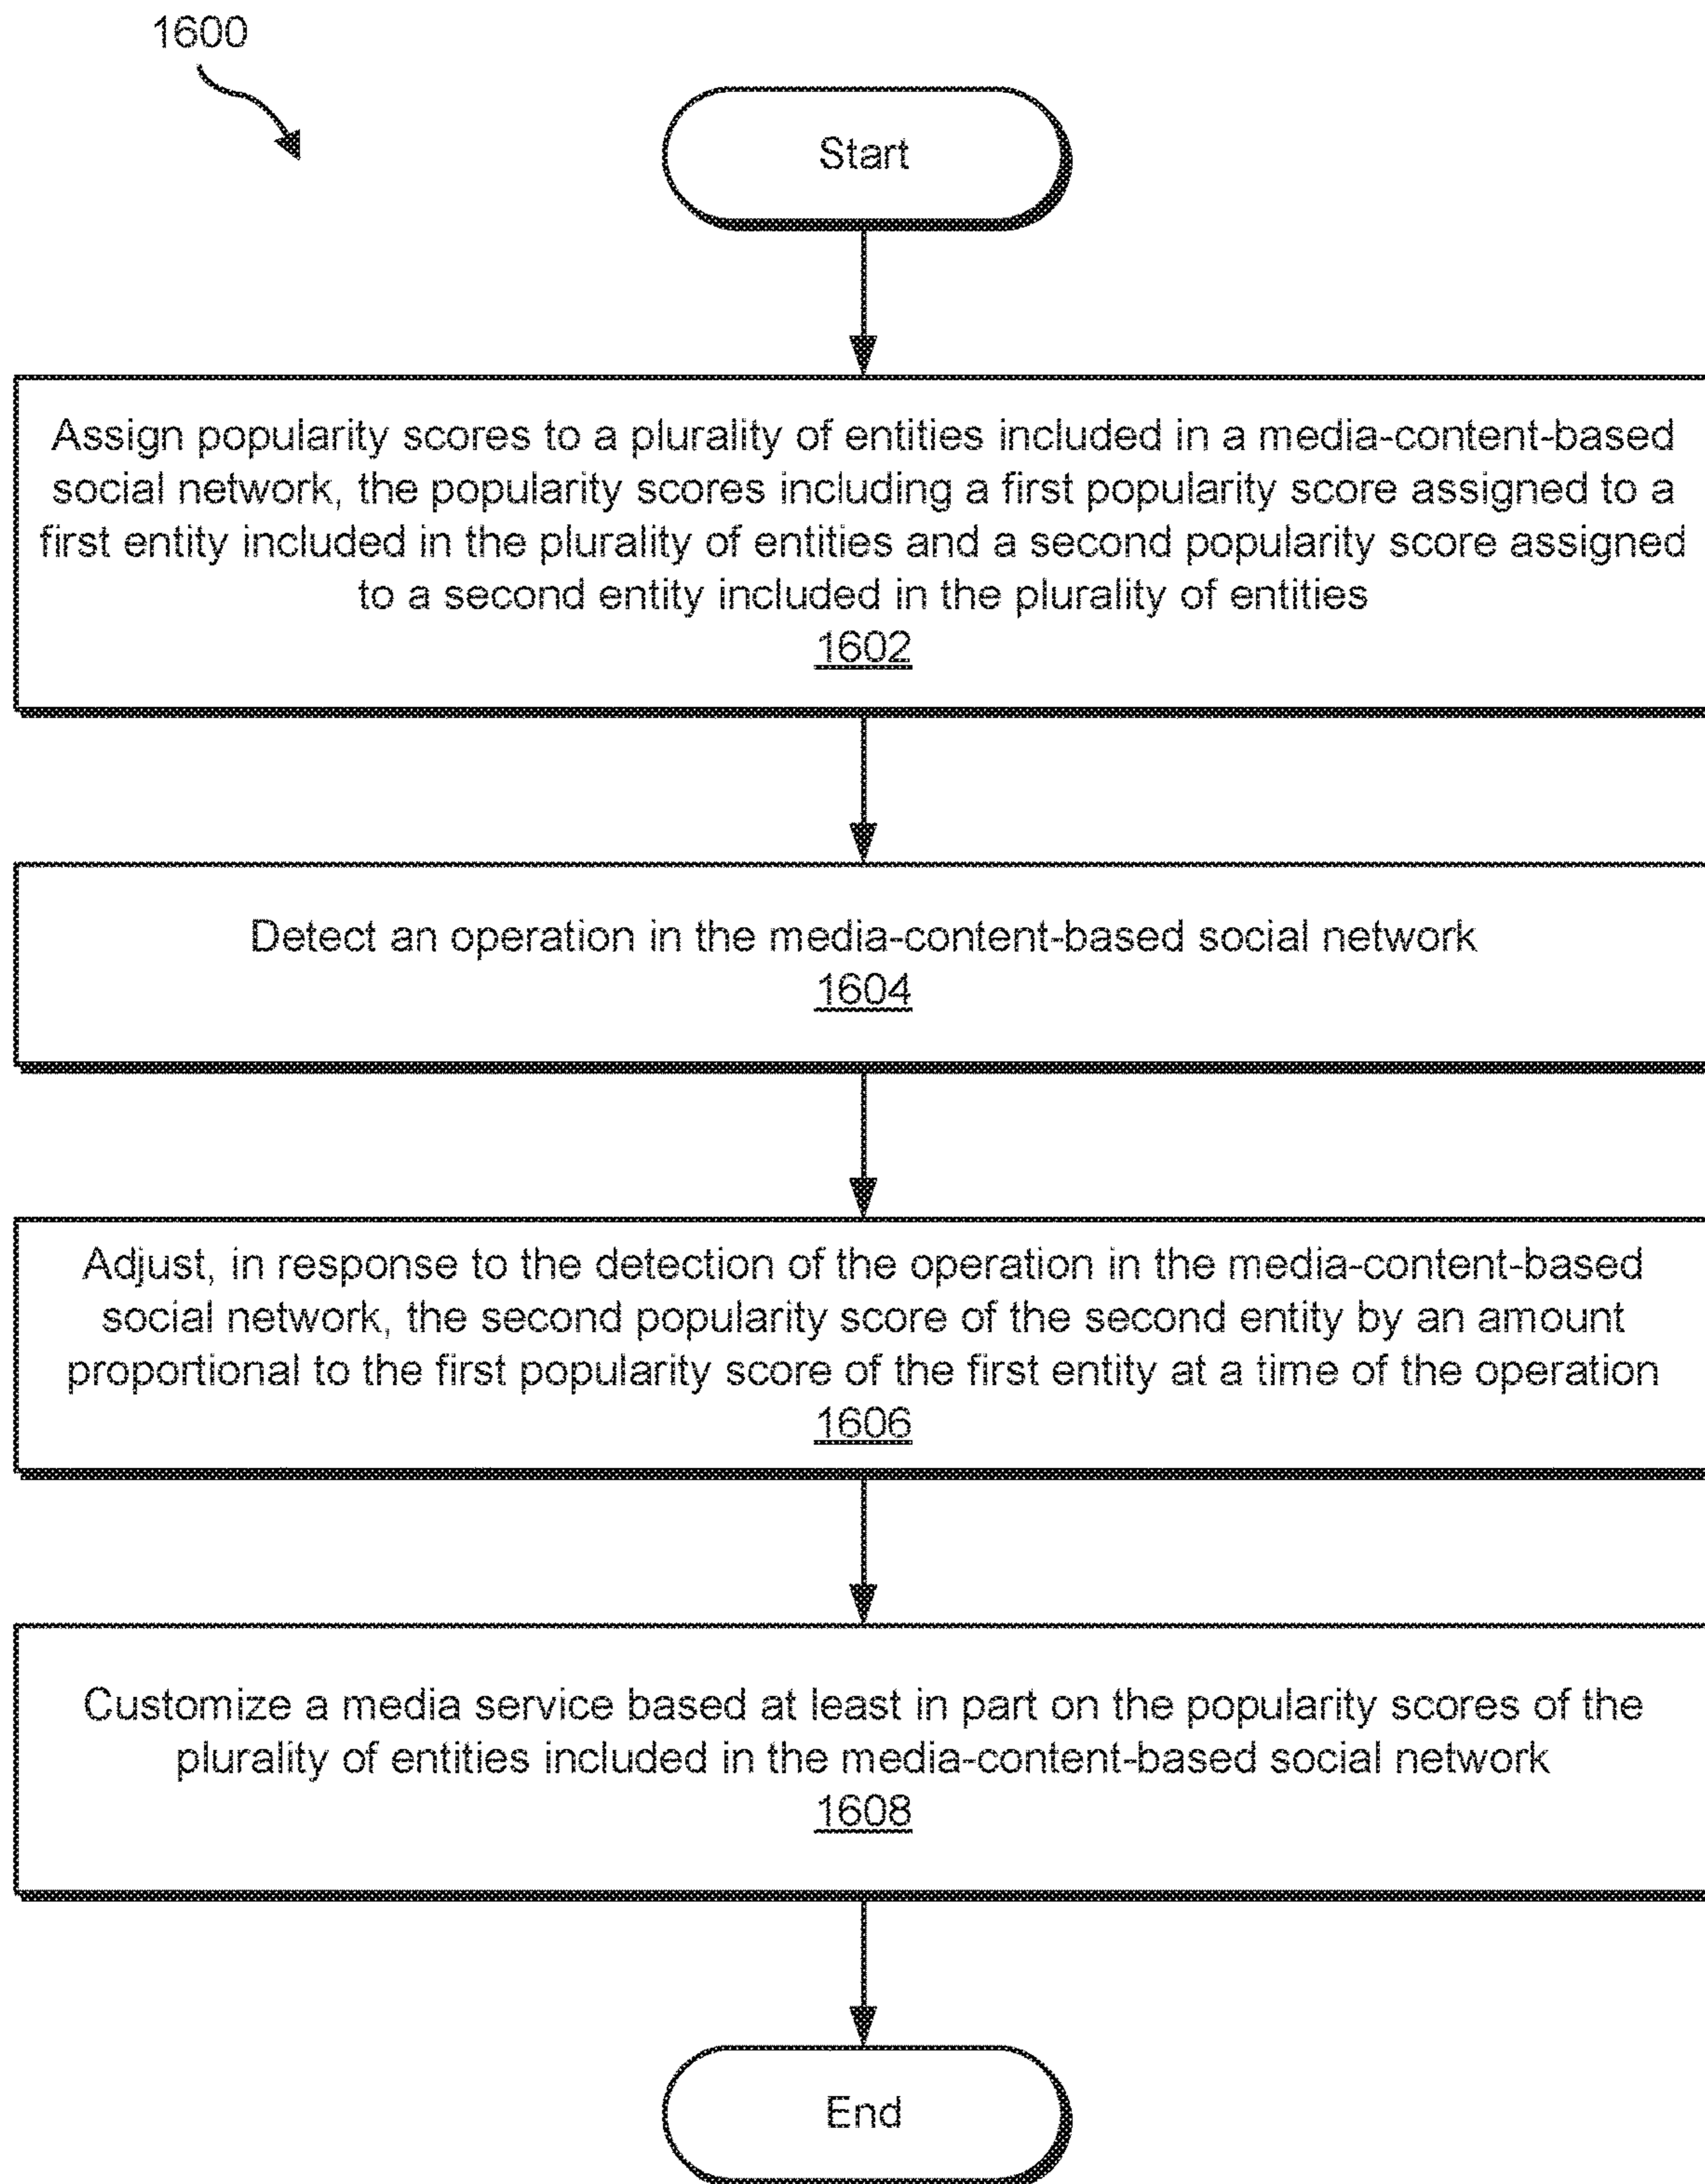 1600
Start
Assign popularity scores to a plurality of entities included in a media-content-based
social network, the popularity scores including a first popularity score assigned to a
first entity included in the plurality of entities and a second popularity score assigned
to a second entity included in the plurality of entities
1602
Detect an operation in the media-content-based social network
1604
Adjust, in response to the detection of the operation in the media-content-based
social network, the second popularity score of the second entity by an amount
proportional to the first popularity score of the first entity at a time of the operation
1606
Customize a media service based at least in part on the popularity scores of the
plurality of entities included in the media-content-based social network
1608
End